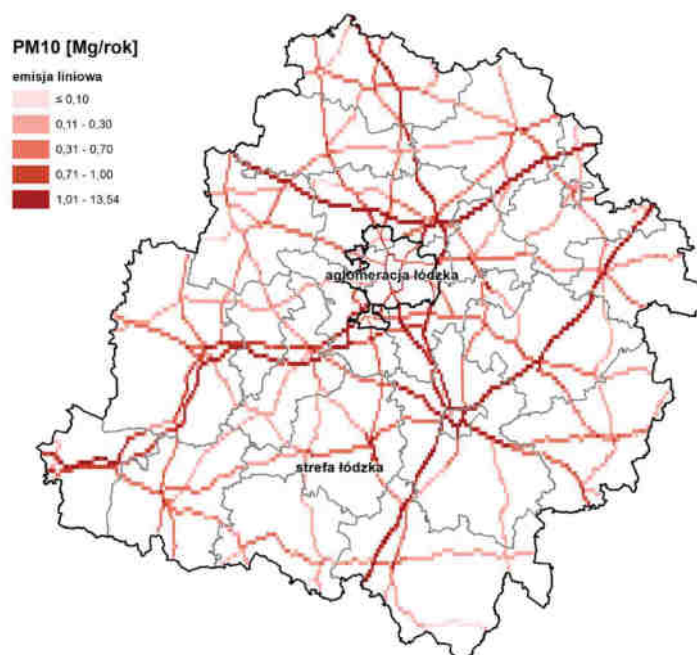 PM10 [Mg/rok]
emisja liniowa
≤ 0,10
0,11 - 0,30
0,31 - 0,70
0,71 - 1,00
1,01 - 13,54
aglomeracja łódzka
strefa łódzka